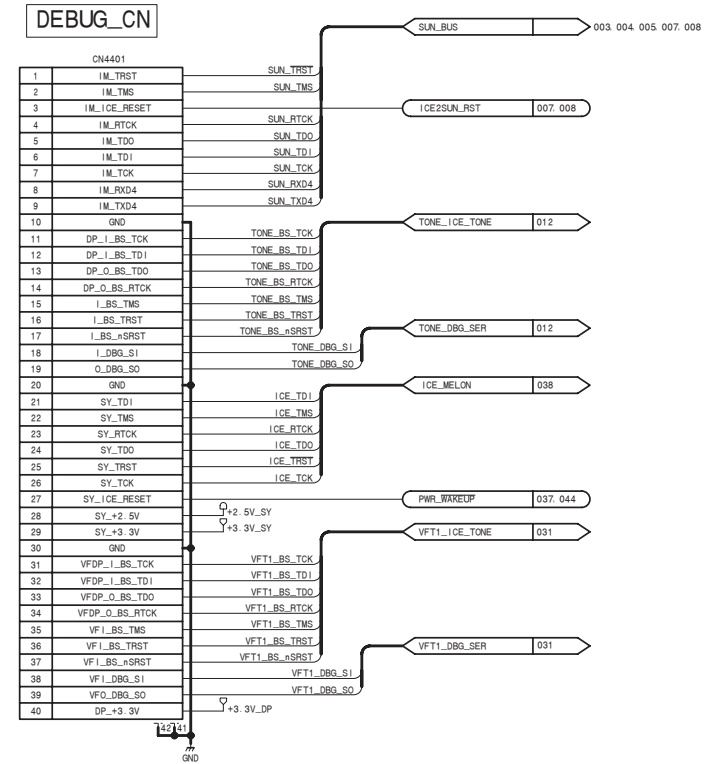 DEBUG_CN
SUN_BUS 003. 004. 005. 007. 008
CN4401
1 IM_TRST SUN_TRST
2 IM_TMS SUN_TMS
3 IM_ICE_RESET ICE2SUN_RST 007. 008
4 IM_RTCK SUN_RTCK
5 IM_TDO SUN_TDO
6 IM_TDI SUN_TDI
7 IM_TCK SUN_TCK
8 IM_RXD4 SUN_RXD4
9 IM_TXD4 SUN_TXD4
10 GND TONE_ICE_TONE 012
11 DP_I_BS_TCK TONE_BS_TCK
12 DP_I_BS_TDI TONE_BS_TDI
13 DP_O_BS_TDO TONE_BS_TDO
14 DP_O_BS_RTCK TONE_BS_RTCK
15 I_BS_TMS TONE_BS_TMS
16 I_BS_TRST TONE_BS_TRST
17 I_BS_nSRST TONE_BS_nSRST TONE_DBG_SER 012
18 I_DBG_SI TONE_DBG_SI
19 O_DBG_SO TONE_DBG_SO
20 GND ICE_MELON 038
21 SY_TDI ICE_TDI
22 SY_TMS ICE_TMS
23 SY_RTCK ICE_RTCK
24 SY_TDO ICE_TDO
25 SY_TRST ICE_TRST
26 SY_TCK ICE_TCK
27 SY_ICE_RESET PWR_WAKEUP 037. 044
28 SY_+2. 5V +2. 5V_SY
29 SY_+3. 3V +3. 3V_SY
30 GND VFT1_ICE_TONE 031
31 VFDP_I_BS_TCK VFT1_BS_TCK
32 VFDP_I_BS_TDI VFT1_BS_TDI
33 VFDP_O_BS_TDO VFT1_BS_TDO
34 VFDP_O_BS_RTCK VFT1_BS_RTCK
35 VFI_BS_TMS VFT1_BS_TMS
36 VFI_BS_TRST VFT1_BS_TRST
37 VFI_BS_nSRST VFT1_BS_nSRST VFT1_DBG_SER 031
38 VFI_DBG_SI VFT1_DBG_SI
39 VFO_DBG_SO VFT1_DBG_SO
40 DP_+3. 3V +3. 3V_DP
42 41
GND